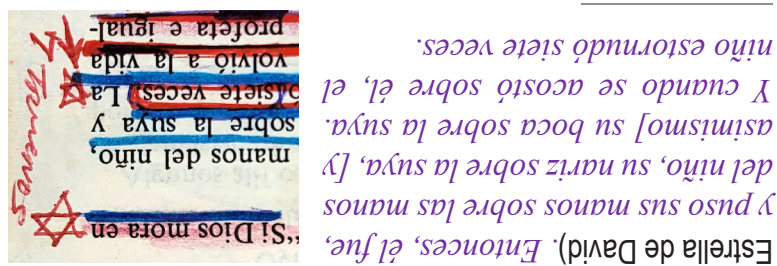 Estrella de David). Entonces, él fue,
y puso sus manos sobre las manos
del niño, su nariz sobre la suya, [y
asimismo] su boca sobre la suya.
Y cuando se acostó sobre él, el
niño estornudó siete veces.
“Si Dios mora en
manos del niño,
sobre la suya y
siete veces. La
volvió a la vida
profeta e igual-